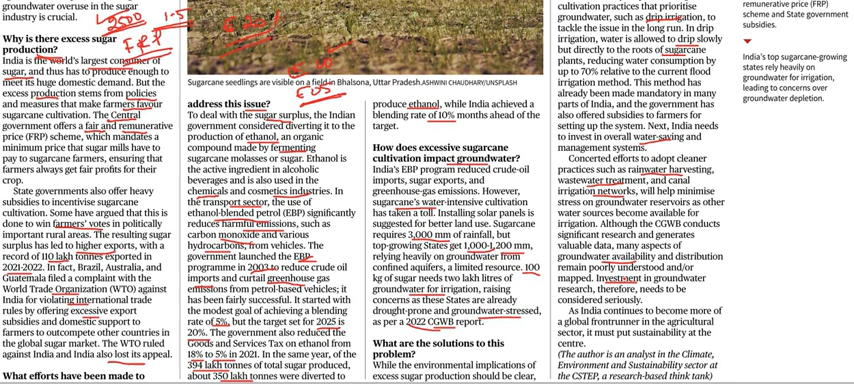 groundwater overuse in the sugar
industry is crucial.
Why is there excess sugar
production?
India is the world's largest consumer of
sugar, and thus has to produce enough to
meet its huge domestic demand. But the
excess production stems from policies
and measures that make farmers favour
sugarcane cultivation. The Central
government offers a fair and remunerative
price (FRP) scheme, which mandates a
minimum price that sugar mills have to
pay to sugarcane farmers, ensuring that
farmers always get fair profits for their
crop.
State governments also offer heavy
subsidies to incentivise sugarcane
cultivation. Some have argued that this is
done to win farmers' votes in politically
important rural areas. The resulting sugar
surplus has led to higher exports, with a
record of 110 lakh tonnes exported in
2021-2022. In fact, Brazil, Australia, and
Guatemala filed a complaint with the
World Trade Organization (WTO) against
India for violating international trade
rules by offering excessive export
subsidies and domestic support to
farmers to outcompete other countries in
the global sugar market. The WTO ruled
against India and India also lost its appeal.
What efforts have been made to
2500 1.5
FRP
E20
E05
Sugarcane seedlings are visible on a field in Bhalsona, Uttar Pradesh. ASHWINI CHAUDHARY/UNSPLASH
address this issue?
To deal with the sugar surplus, the Indian
government considered diverting it to the
production of ethanol, an organic
compound made by fermenting
sugarcane molasses or sugar. Ethanol is
the active ingredient in alcoholic
beverages and is also used in the
chemicals and cosmetics industries. In
the transport sector, the use of
ethanol-blended petrol (EBP) significantly
reduces harmful emissions, such as
carbon monoxide and various
hydrocarbons, from vehicles. The
government launched the EBP
programme in 2003 to reduce crude oil
imports and curtail greenhouse gas
emissions from petrol-based vehicles; it
has been fairly successful. It started with
the modest goal of achieving a blending
rate of 5%, but the target set for 2025 is
20%. The government also reduced the
Goods and Services Tax on ethanol from
18% to 5% in 2021. In the same year, of the
394 lakh tonnes of total sugar produced,
about 350 lakh tonnes were diverted to
produce ethanol, while India achieved a
blending rate of 10% months ahead of the
target.
How does excessive sugarcane
cultivation impact groundwater?
India's EBP program reduced crude-oil
imports, sugar exports, and
greenhouse-gas emissions. However,
sugarcane's water-intensive cultivation
has taken a toll. Installing solar panels is
suggested for better land use. Sugarcane
requires 3,000 mm of rainfall, but
top-growing States get 1,000-1,200 mm,
relying heavily on groundwater from
confined aquifers, a limited resource. 100
kg of sugar needs two lakh litres of
groundwater for irrigation, raising
concerns as these States are already
drought-prone and groundwater-stressed,
as per a 2022 CGWB report.
What are the solutions to this
problem?
While the environmental implications of
excess sugar production should be clear,
cultivation practices that prioritise
groundwater, such as drip irrigation, to
tackle the issue in the long run. In drip
irrigation, water is allowed to drip slowly
but directly to the roots of sugarcane
plants, reducing water consumption by
up to 70% relative to the current flood
irrigation method. This method has
already been made mandatory in many
parts of India, and the government has
also offered subsidies to farmers for
setting up the system. Next, India needs
to invest in overall water-saving and
management systems.
Concerted efforts to adopt cleaner
practices such as rainwater harvesting,
wastewater treatment, and canal
irrigation networks, will help minimise
stress on groundwater reservoirs as other
water sources become available for
irrigation. Although the CGWB conducts
significant research and generates
valuable data, many aspects of
groundwater availability and distribution
remain poorly understood and/or
mapped. Investment in groundwater
research, therefore, needs to be
considered seriously.
As India continues to become more of
a global frontrunner in the agricultural
sector, it must put sustainability at the
centre.
(The author is an analyst in the Climate,
Environment and Sustainability sector at
the CSTEP, a research-based think tank)
remunerative price (FRP)
scheme and State government
subsidies.
India's top sugarcane-growing
states rely heavily on
groundwater for irrigation,
leading to concerns over
groundwater depletion.